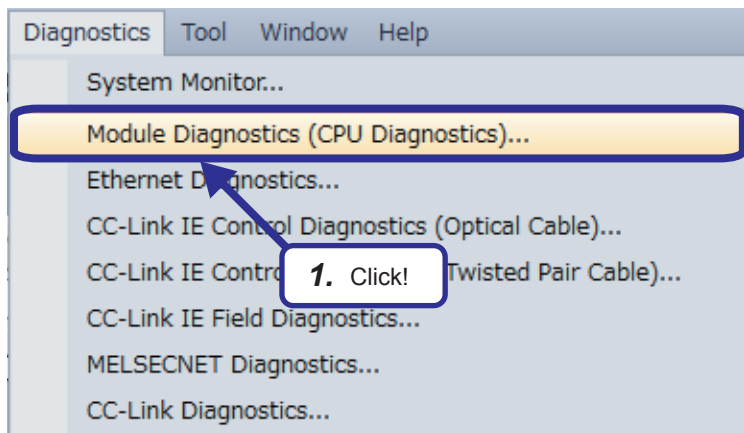 Diagnostics Tool Window Help
System Monitor...
Module Diagnostics (CPU Diagnostics)...
Ethernet D gnostics...
CC-Link IE Control Diagnostics (Optical Cable)...
CC-Link IE Contro Twisted Pair Cable)...
1. Click!
CC-Link IE Field Diagnostics...
MELSECNET Diagnostics...
CC-Link Diagnostics...